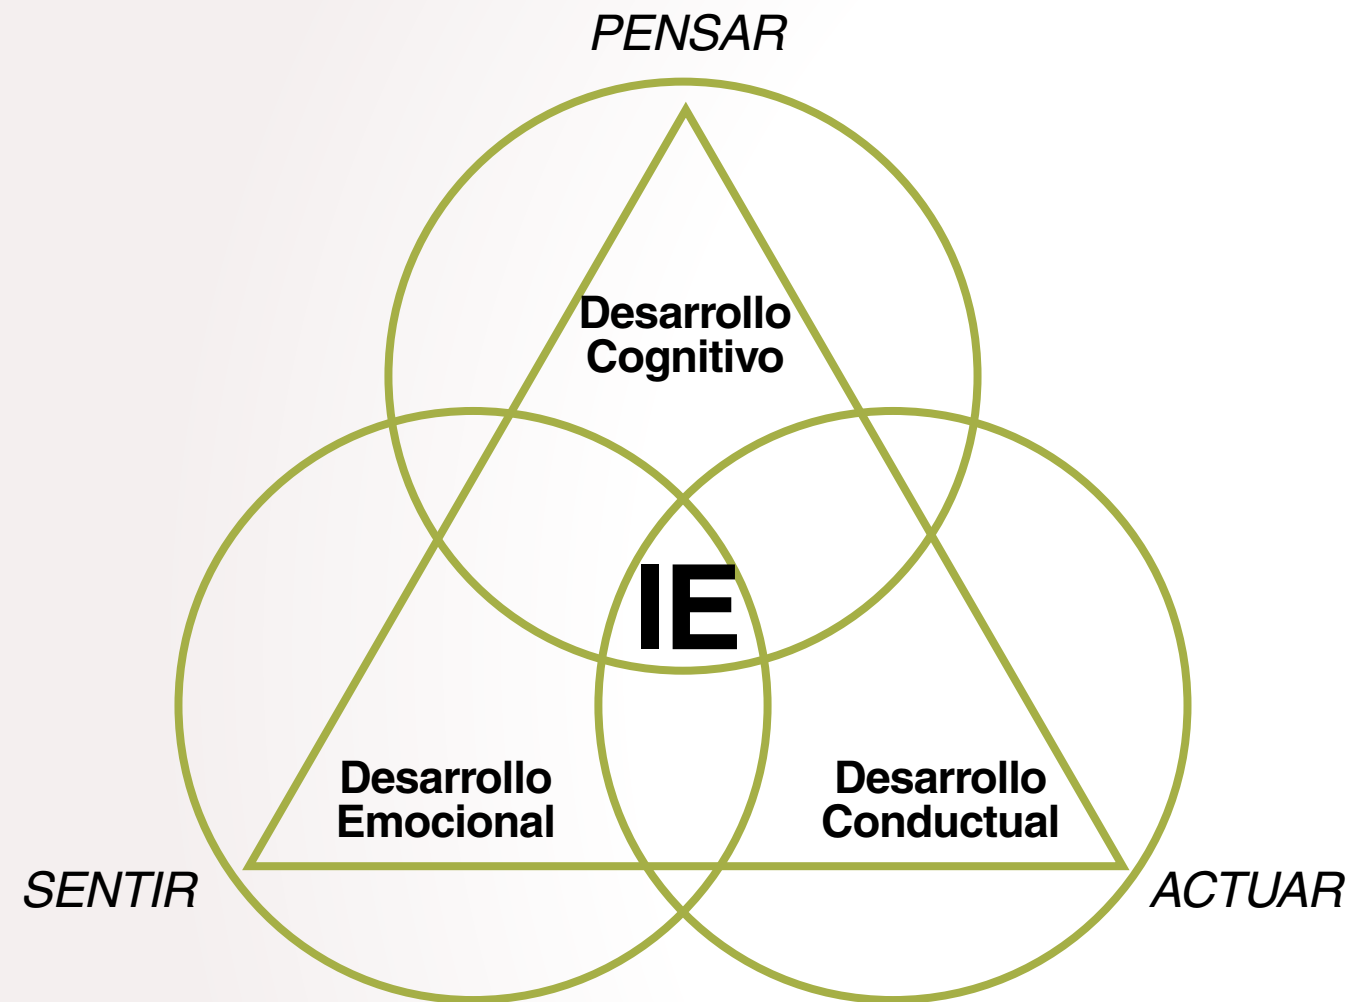 PENSAR
Desarrollo
Cognitivo
IE
Desarrollo
Emocional
Desarrollo
Conductual
SENTIR
ACTUAR